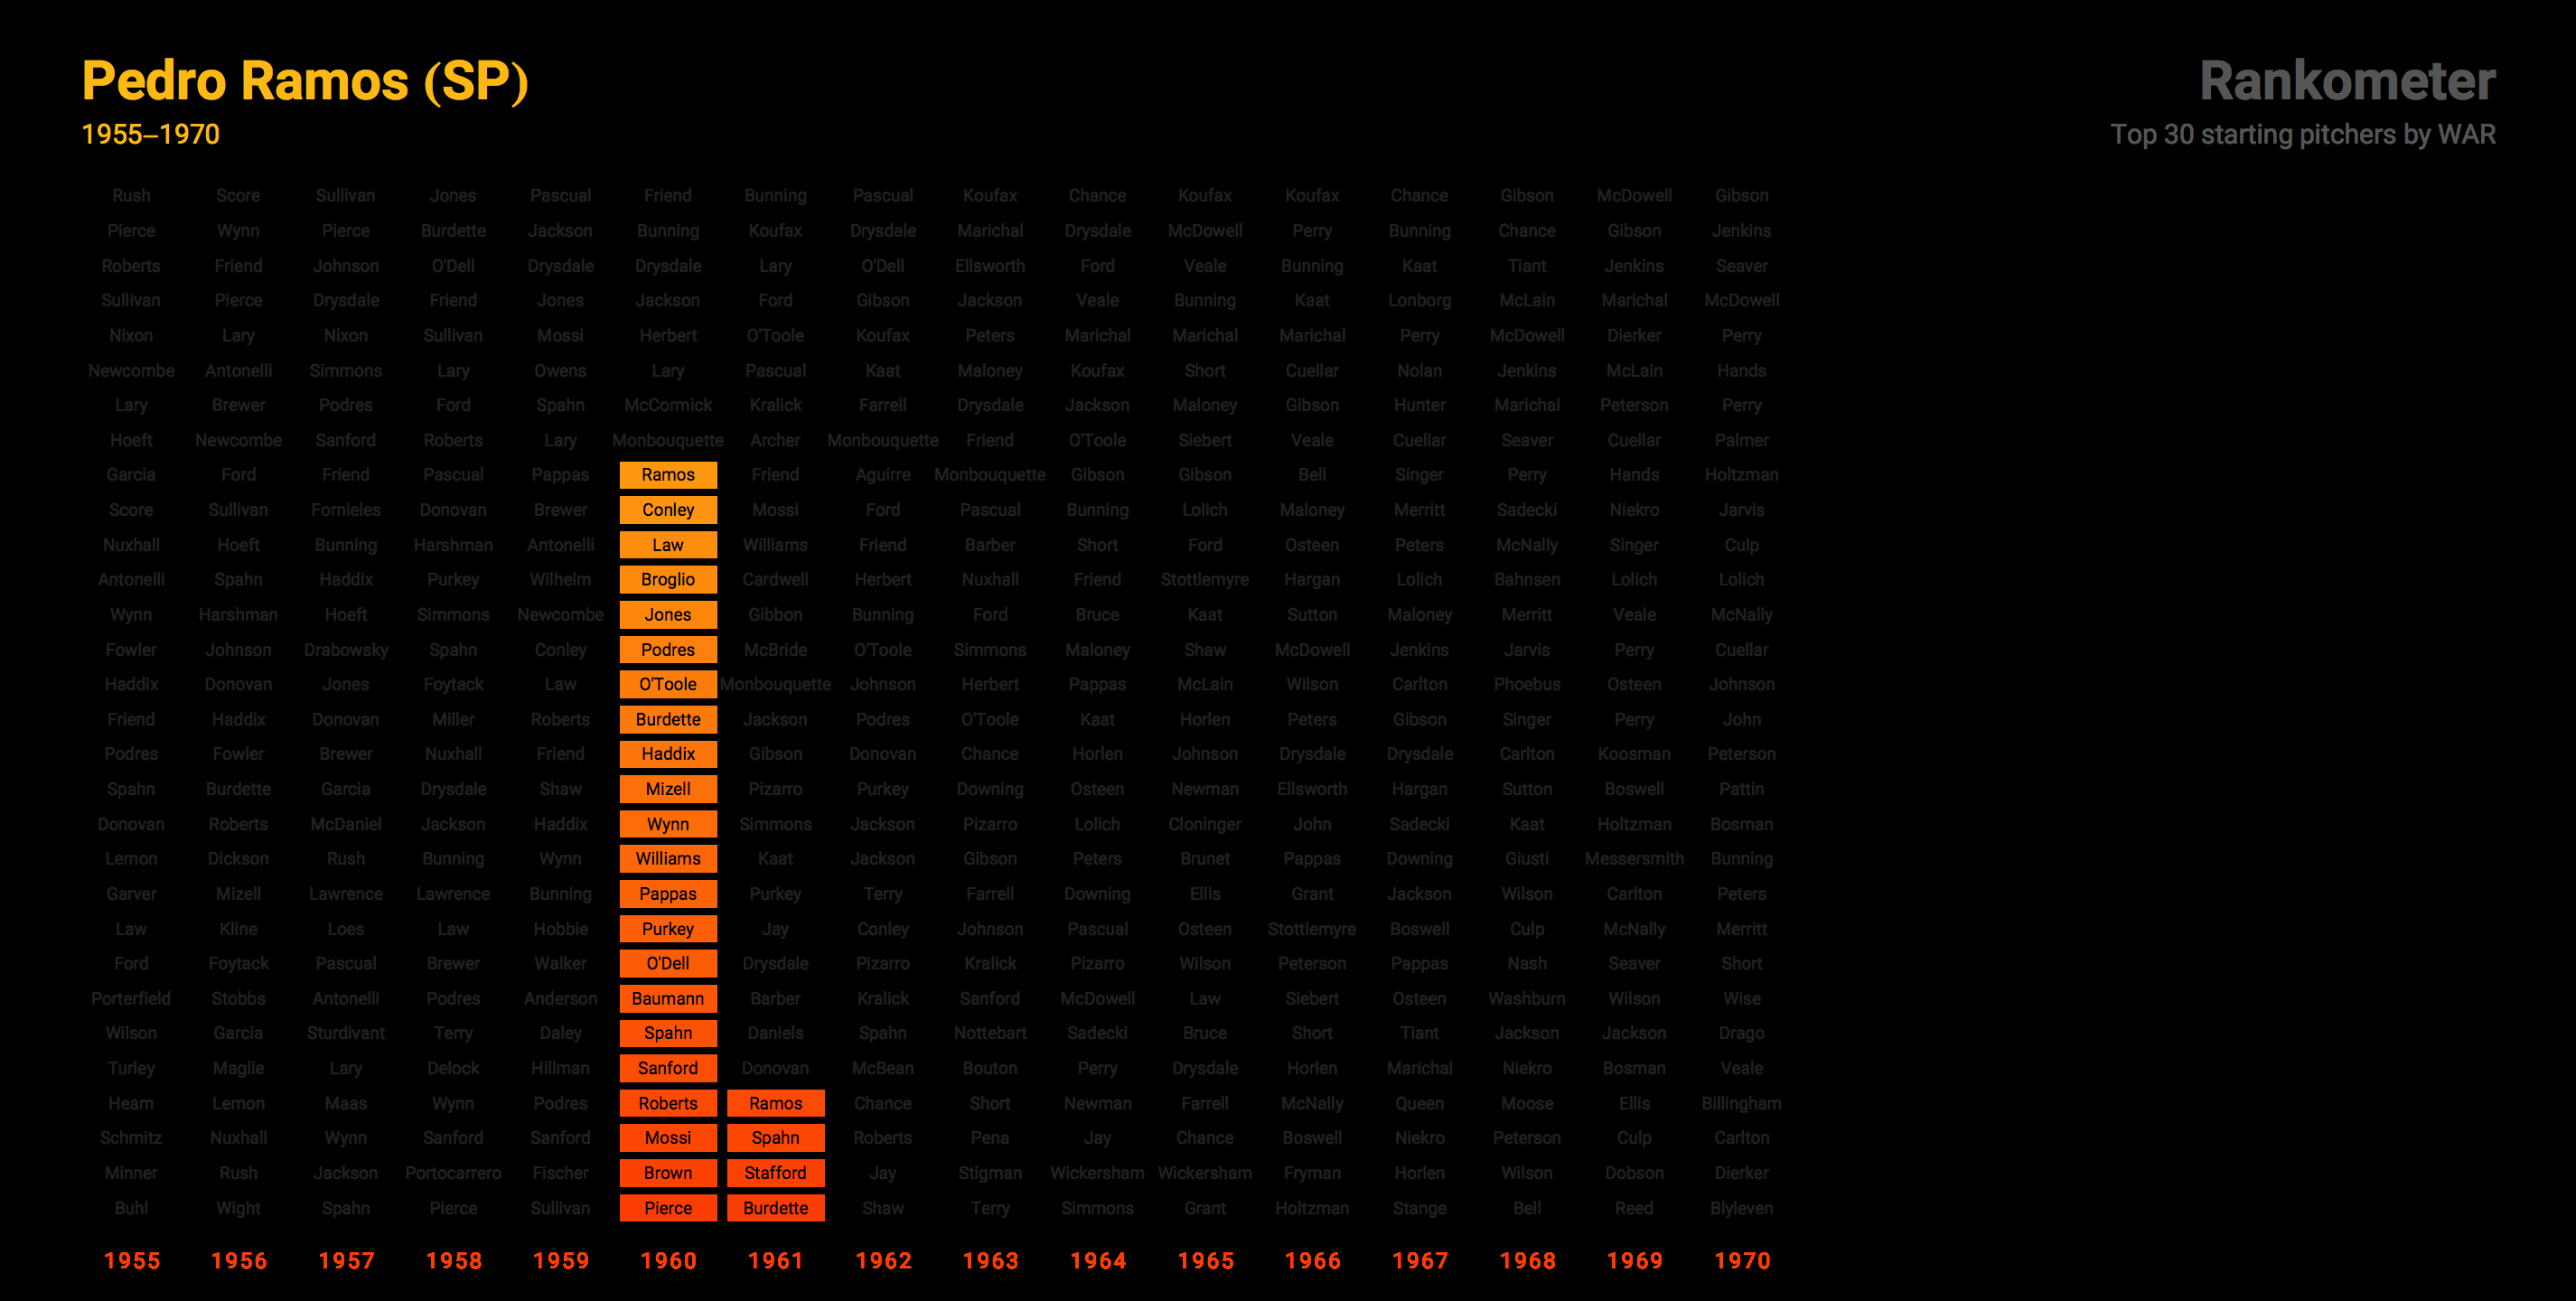 Pedro Ramos (SP)
1955–1970
Rankometer
Top 30 starting pitchers by WAR
Rush Score Sullivan Jones Pascual Friend Bunning Pascual Koufax Chance Koufax Koufax Chance Gibson McDowell Gibson
Pierce Wynn Pierce Burdette Jackson Bunning Koufax Drysdale Marichal Drysdale McDowell Perry Bunning Chance Gibson Jenkins
Roberts Friend Johnson O'Dell Drysdale Drysdale Lary O'Dell Ellsworth Ford Veale Bunning Kaat Tiant Jenkins Seaver
Sullivan Pierce Drysdale Friend Jones Jackson Ford Gibson Jackson Veale Bunning Kaat Lonborg McLain Marichal McDowell
Nixon Lary Nixon Sullivan Mossi Herbert O'Toole Koufax Peters Marichal Marichal Marichal Perry McDowell Dierker Perry
Newcombe Antonelli Simmons Lary Owens Lary Pascual Kaat Maloney Koufax Short Cuellar Nolan Jenkins McLain Hands
Lary Brewer Podres Ford Spahn McCormick Kralick Farrell Drysdale Jackson Maloney Gibson Hunter Marichal Peterson Perry
Hoeft Newcombe Sanford Roberts Lary Monbouquette Archer Monbouquette Friend O'Toole Siebert Veale Cuellar Seaver Cuellar Palmer
Garcia Ford Friend Pascual Pappas Ramos Friend Aguirre Monbouquette Gibson Gibson Bell Singer Perry Hands Holtzman
Score Sullivan Fornieles Donovan Brewer Conley Mossi Ford Pascual Bunning Lolich Maloney Merritt Sadecki Niekro Jarvis
Nuxhall Hoeft Bunning Harshman Antonelli Law Williams Friend Barber Short Ford Osteen Peters McNally Singer Culp
Antonelli Spahn Haddix Purkey Wilhelm Broglio Cardwell Herbert Nuxhall Friend Stottlemyre Hargan Lolich Bahnsen Lolich Lolich
Wynn Harshman Hoeft Simmons Newcombe Jones Gibbon Bunning Ford Bruce Kaat Sutton Maloney Merritt Veale McNally
Fowler Johnson Drabowsky Spahn Conley Podres McBride O'Toole Simmons Maloney Shaw McDowell Jenkins Jarvis Perry Cuellar
Haddix Donovan Jones Foytack Law O'Toole Monbouquette Johnson Herbert Pappas McLain Wilson Carlton Phoebus Osteen Johnson
Friend Haddix Donovan Miller Roberts Burdette Jackson Podres O'Toole Kaat Horlen Peters Gibson Singer Perry John
Podres Fowler Brewer Nuxhall Friend Haddix Gibson Donovan Chance Horlen Johnson Drysdale Drysdale Carlton Koosman Peterson
Spahn Burdette Garcia Drysdale Shaw Mizell Pizarro Purkey Downing Osteen Newman Ellsworth Hargan Sutton Boswell Pattin
Donovan Roberts McDaniel Jackson Haddix Wynn Simmons Jackson Pizarro Lolich Cloninger John Sadecki Kaat Holtzman Bosman
Lemon Dickson Rush Bunning Wynn Williams Kaat Jackson Gibson Peters Brunet Pappas Downing Giusti Messersmith Bunning
Garver Mizell Lawrence Lawrence Bunning Pappas Purkey Terry Farrell Downing Ellis Grant Jackson Wilson Carlton Peters
Law Kline Loes Law Hobbie Purkey Jay Conley Johnson Pascual Osteen Stottlemyre Boswell Culp McNally Merritt
Ford Foytack Pascual Brewer Walker O'Dell Drysdale Pizarro Kralick Pizarro Wilson Peterson Pappas Nash Seaver Short
Porterfield Stobbs Antonelli Podres Anderson Baumann Barber Kralick Sanford McDowell Law Siebert Osteen Washburn Wilson Wise
Wilson Garcia Sturdivant Terry Daley Spahn Daniels Spahn Nottebart Sadecki Bruce Short Tiant Jackson Jackson Drago
Turley Maglie Lary Delock Hillman Sanford Donovan McBean Bouton Perry Drysdale Horlen Marichal Niekro Bosman Veale
Hearn Lemon Maas Wynn Podres Roberts Ramos Chance Short Newman Farrell McNally Queen Moose Ellis Billingham
Schmitz Nuxhall Wynn Sanford Sanford Mossi Spahn Roberts Pena Jay Chance Boswell Niekro Peterson Culp Carlton
Minner Rush Jackson Portocarrero Fischer Brown Stafford Jay Stigman Wickersham Wickersham Fryman Horlen Wilson Dobson Dierker
Buhl Wight Spahn Pierce Sullivan Pierce Burdette Shaw Terry Simmons Grant Holtzman Stange Bell Reed Blyleven
1955 1956 1957 1958 1959 1960 1961 1962 1963 1964 1965 1966 1967 1968 1969 1970